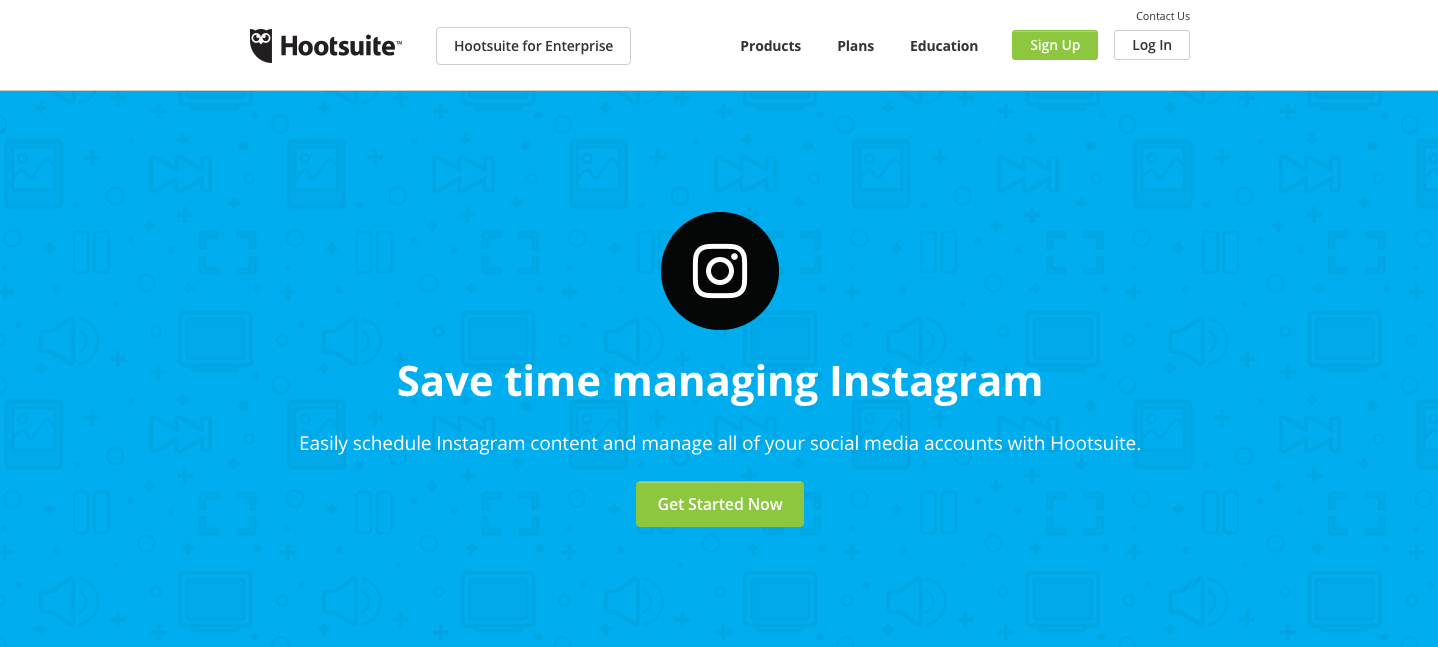 Contact Us
Hootsuite™
Hootsuite for Enterprise
Products
Plans
Education
Sign Up
Log In
Save time managing Instagram
Easily schedule Instagram content and manage all of your social media accounts with Hootsuite.
Get Started Now